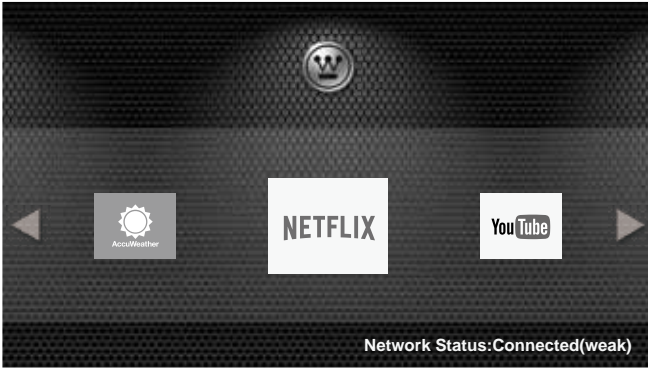 AccuWeather
NETFLIX
YouTube
Network Status:Connected(weak)